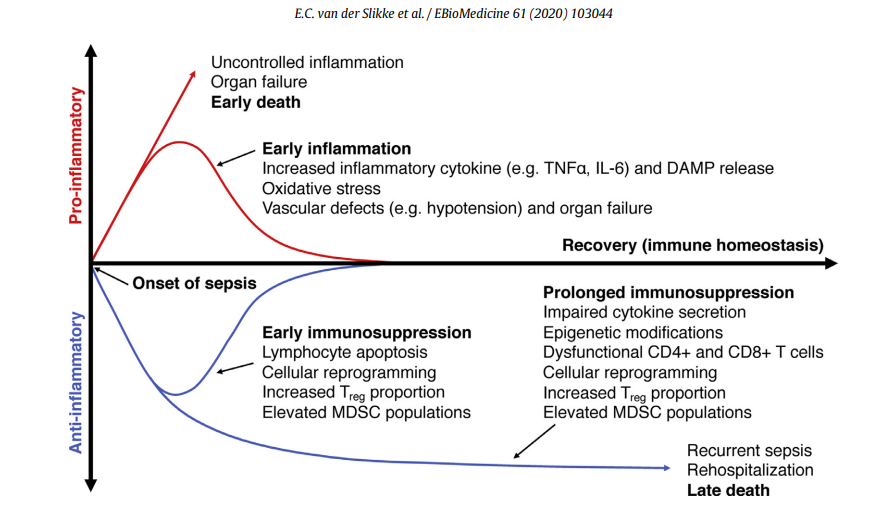 E.C. van der Slikke et al. / EBioMedicine 61 (2020) 103044
Pro-inflammatory
Uncontrolled inflammation
Organ failure
Early death
Early inflammation
Increased inflammatory cytokine (e.g. TNFα, IL-6) and DAMP release
Oxidative stress
Vascular defects (e.g. hypotension) and organ failure
Recovery (immune homeostasis)
Onset of sepsis
Anti-inflammatory
Early immunosuppression
Lymphocyte apoptosis
Cellular reprogramming
Increased Treg proportion
Elevated MDSC populations
Prolonged immunosuppression
Impaired cytokine secretion
Epigenetic modifications
Dysfunctional CD4+ and CD8+ T cells
Cellular reprogramming
Increased Treg proportion
Elevated MDSC populations
Recurrent sepsis
Rehospitalization
Late death